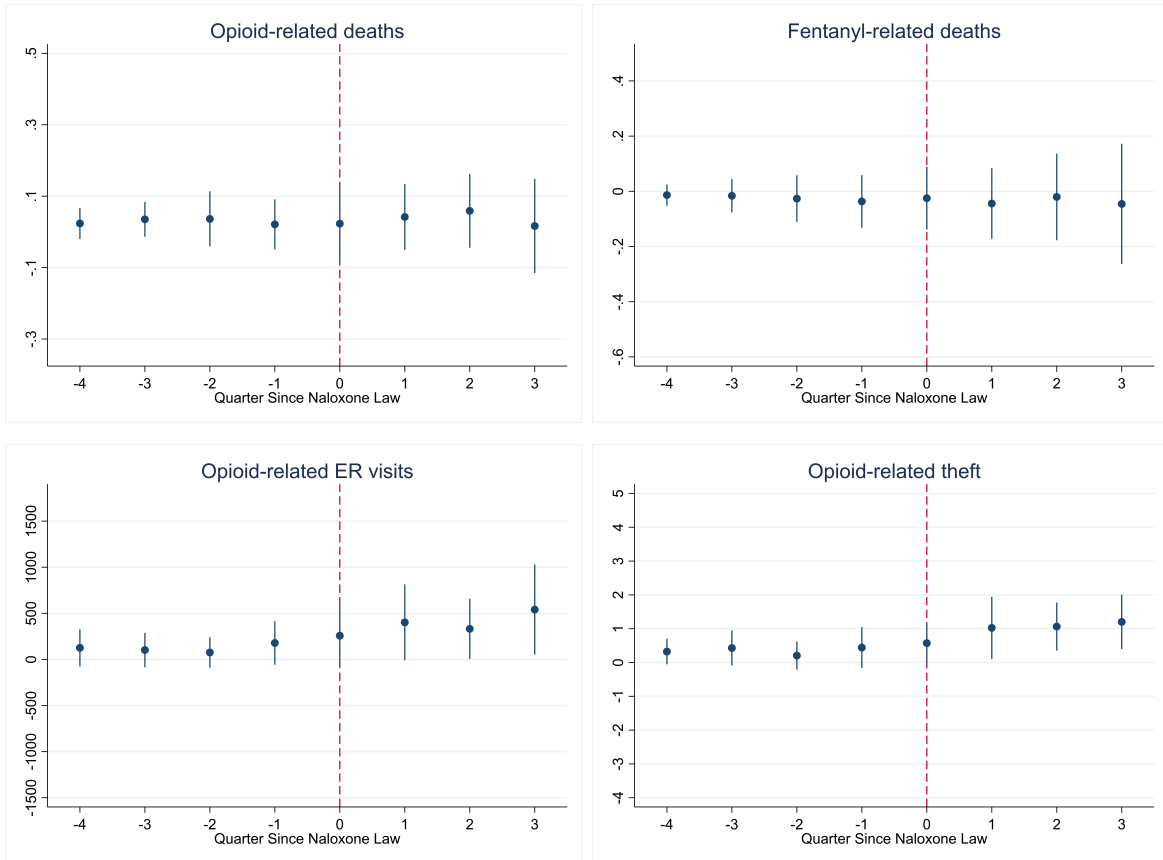 Opioid-related deaths
.5
.3
.1
-.1
-.3
-4 -3 -2 -1 0 1 2 3
Quarter Since Naloxone Law
Fentanyl-related deaths
.4
.2
0
-.2
-.4
-.6
-4 -3 -2 -1 0 1 2 3
Quarter Since Naloxone Law
Opioid-related ER visits
1500
1000
500
0
-500
-1000
-1500
-4 -3 -2 -1 0 1 2 3
Quarter Since Naloxone Law
Opioid-related theft
5
4
3
2
1
0
-1
-2
-3
-4
-4 -3 -2 -1 0 1 2 3
Quarter Since Naloxone Law